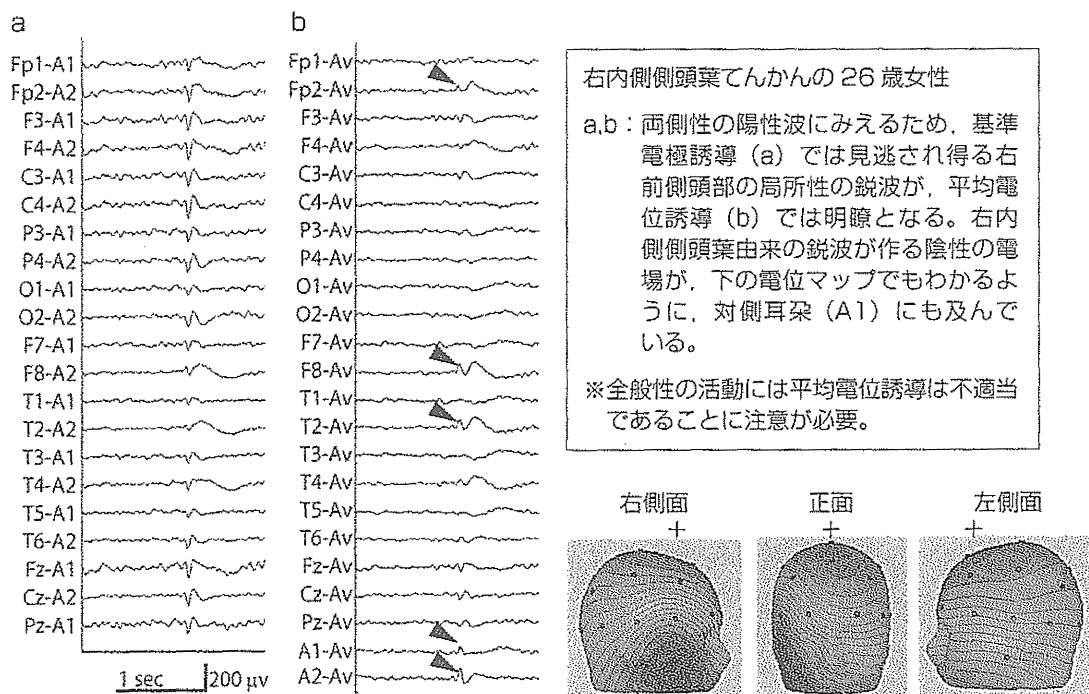 a
Fp1-A1
Fp2-A2
F3-A1
F4-A2
C3-A1
C4-A2
P3-A1
P4-A2
O1-A1
O2-A2
F7-A1
F8-A2
T1-A1
T2-A2
T3-A1
T4-A2
T5-A1
T6-A2
Fz-A1
Cz-A2
Pz-A1
1 sec
200 μv
b
Fp1-Av
Fp2-Av
F3-Av
F4-Av
C3-Av
C4-Av
P3-Av
P4-Av
O1-Av
O2-Av
F7-Av
F8-Av
T1-Av
T2-Av
T3-Av
T4-Av
T5-Av
T6-Av
Fz-Av
Cz-Av
Pz-Av
A1-Av
A2-Av
右内側側頭葉てんかんの 26 歳女性
a,b：両側性の陽性波にみえるため，基準
電極誘導（a）では見逃され得る右
前側頭部の局所性の鋭波が，平均電
位誘導（b）では明瞭となる。右内
側側頭葉由来の鋭波が作る陰性の電
場が，下の電位マップでもわかるよ
うに，対側耳朶（A1）にも及んで
いる。
※全般性の活動には平均電位誘導は不適当
であることに注意が必要。
右側面
正面
左側面